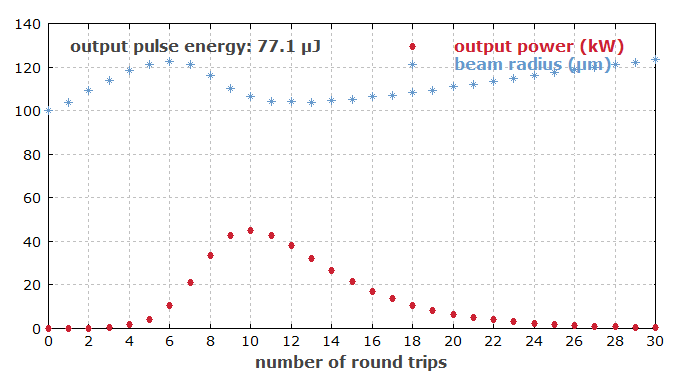 140
output pulse energy: 77.1 µJ
output power (kW)
beam radius (µm)
120
100
80
60
40
20
0
0 2 4 6 8 10 12 14 16 18 20 22 24 26 28 30
number of round trips